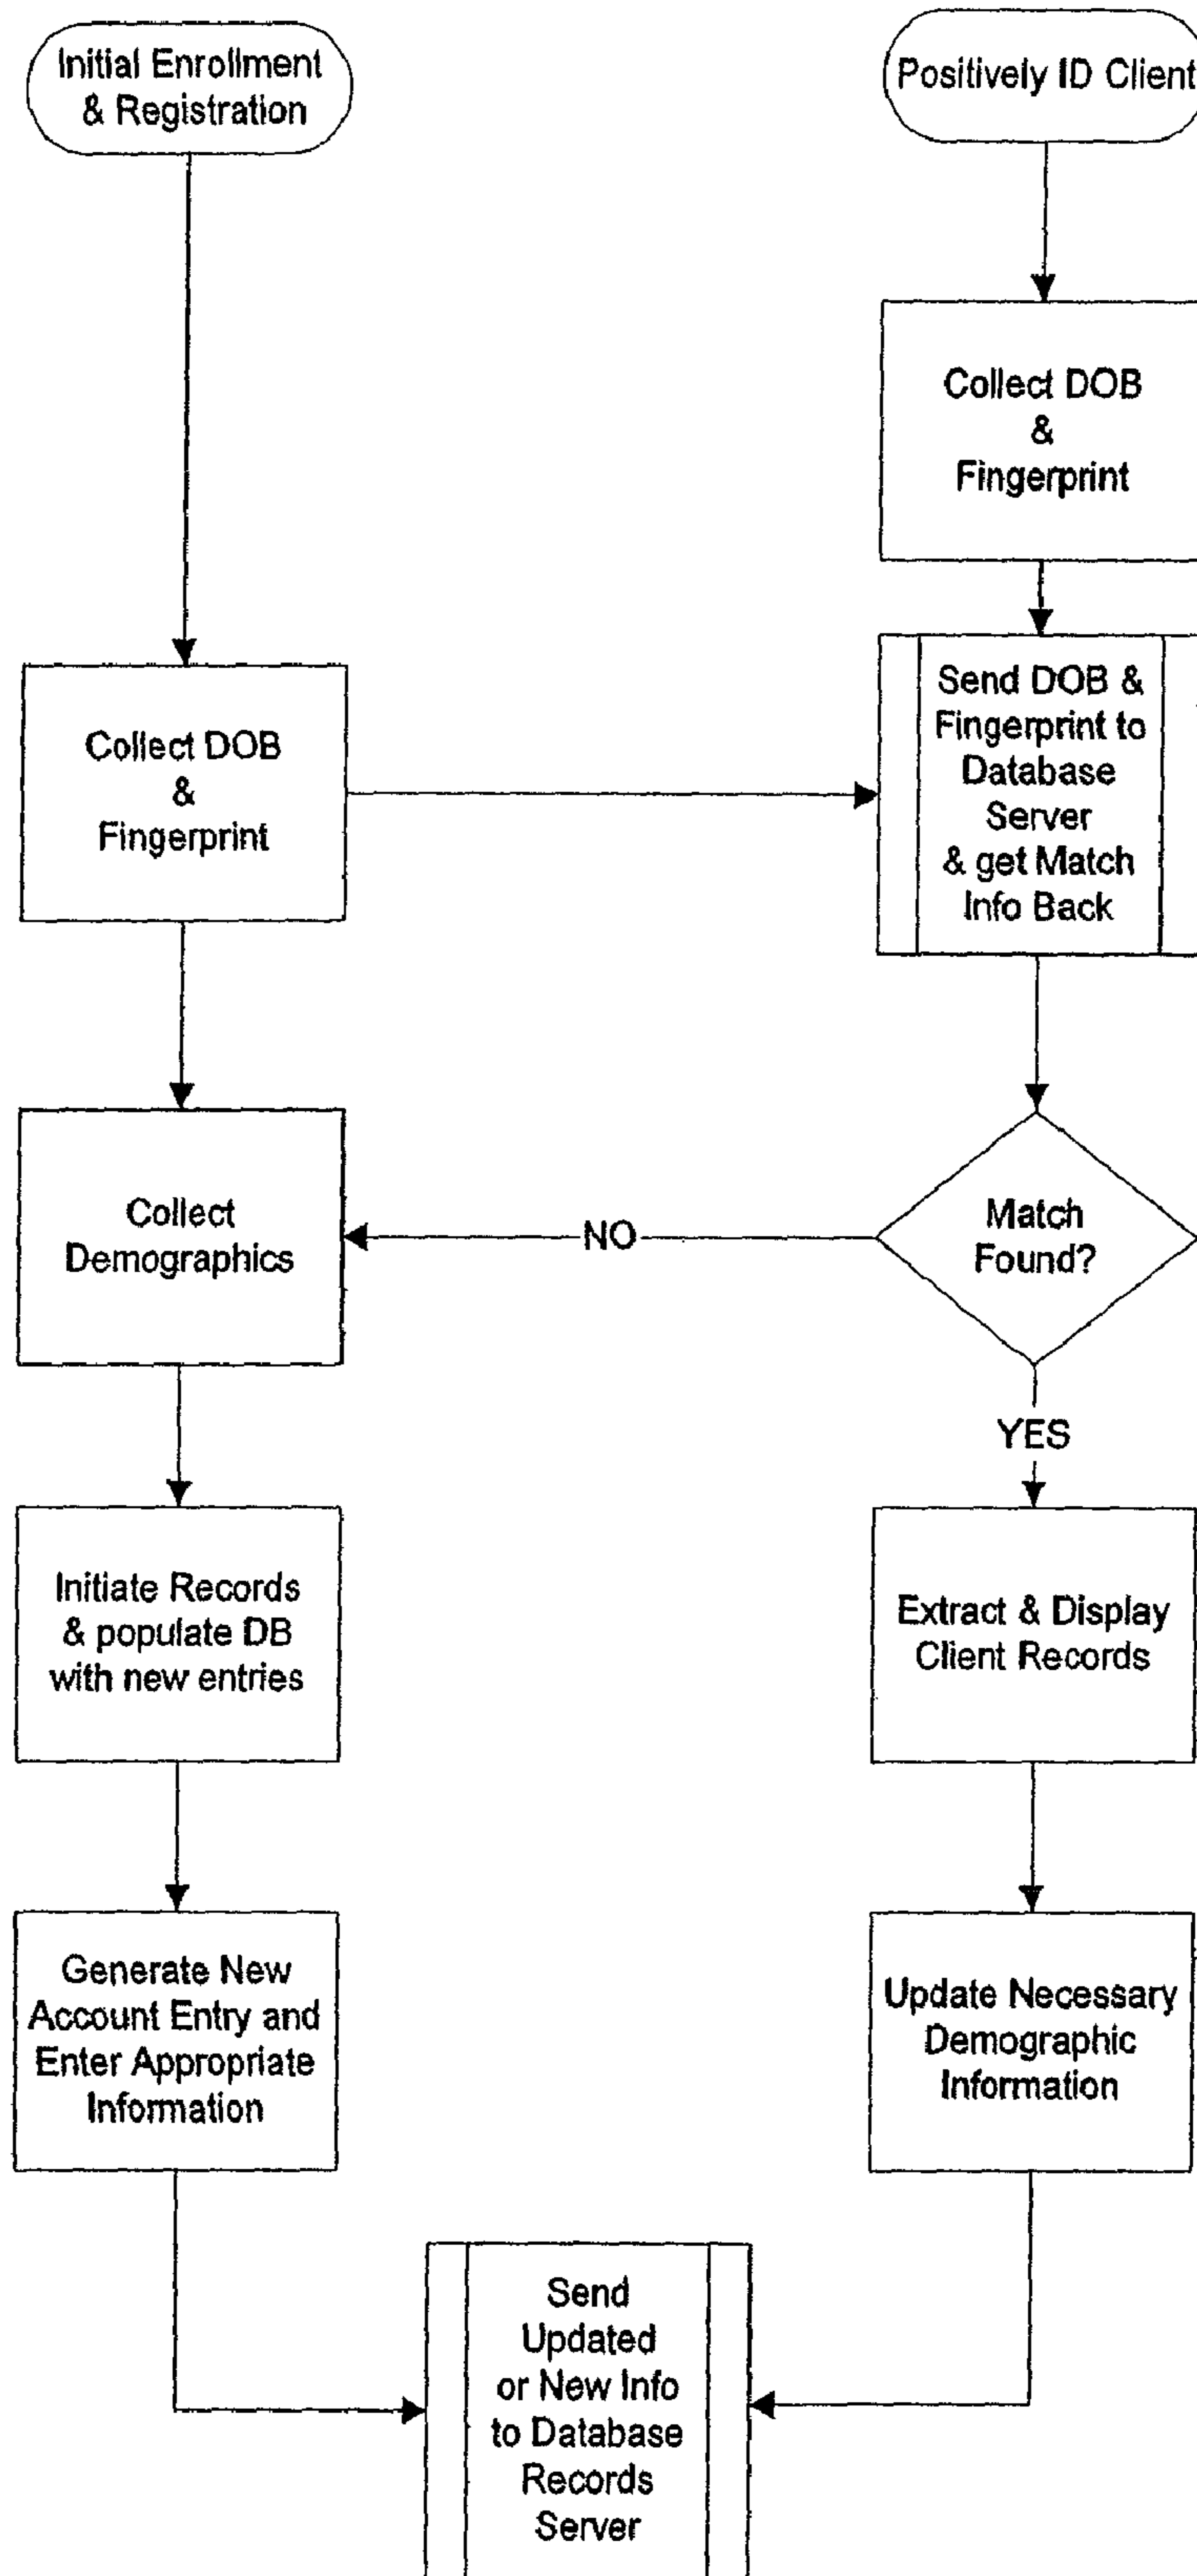 Initial Enrollment
& Registration
Positively ID Client
Collect DOB
&
Fingerprint
Send DOB &
Fingerprint to
Database
Server
& get Match
Info Back
Collect DOB
&
Fingerprint
Collect
Demographics
NO
Match
Found?
YES
Initiate Records
& populate DB
with new entries
Extract & Display
Client Records
Generate New
Account Entry and
Enter Appropriate
Information
Update Necessary
Demographic
Information
Send
Updated
or New Info
to Database
Records
Server